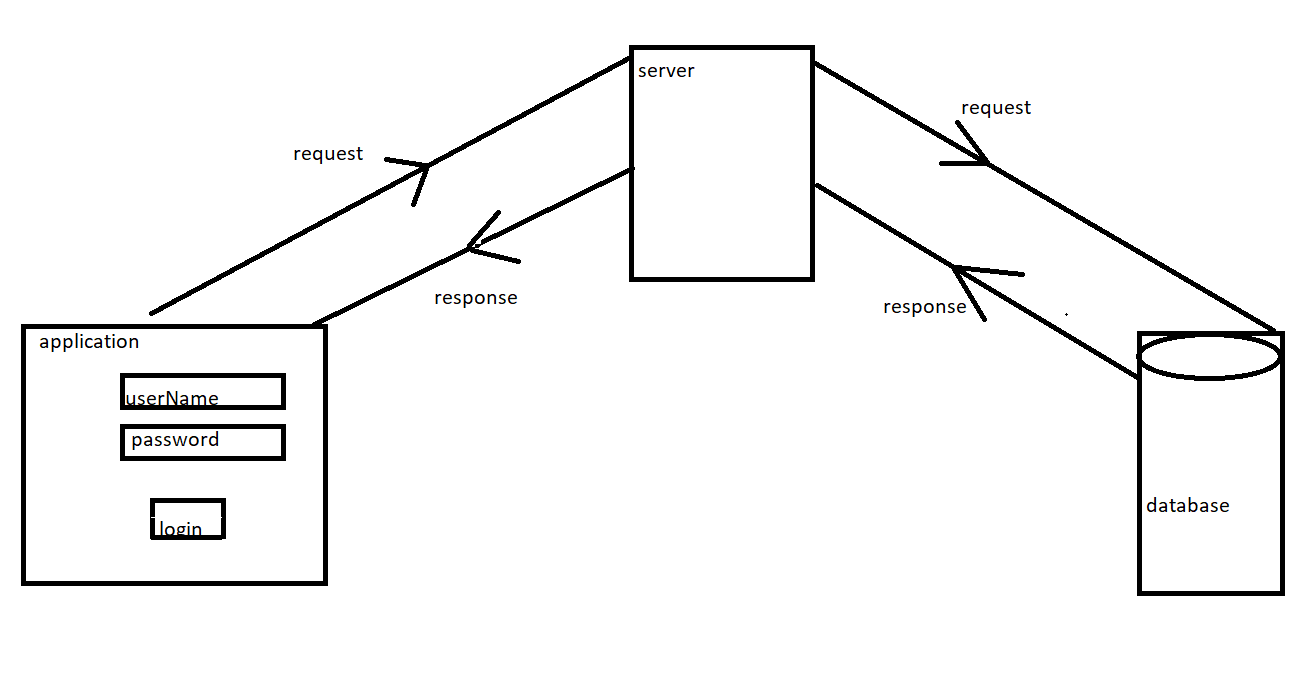 server
request
request
response
response
application
userName
password
login
database